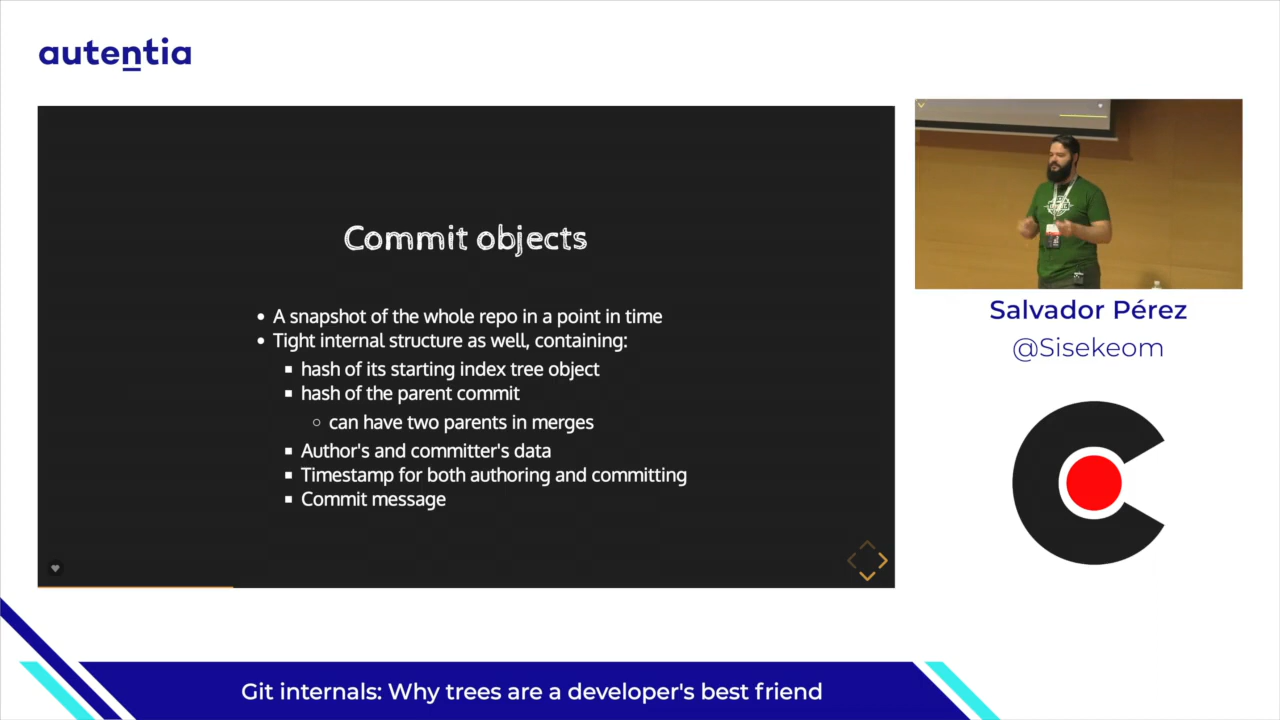 autentia
Commit objects
A snapshot of the whole repo in a point in time
Tight internal structure as well, containing:
hash of its starting index tree object
hash of the parent commit
can have two parents in merges
Author's and committer's data
Timestamp for both authoring and committing
Commit message
Salvador Pérez
@Sisekeom
Git internals: Why trees are a developer's best friend